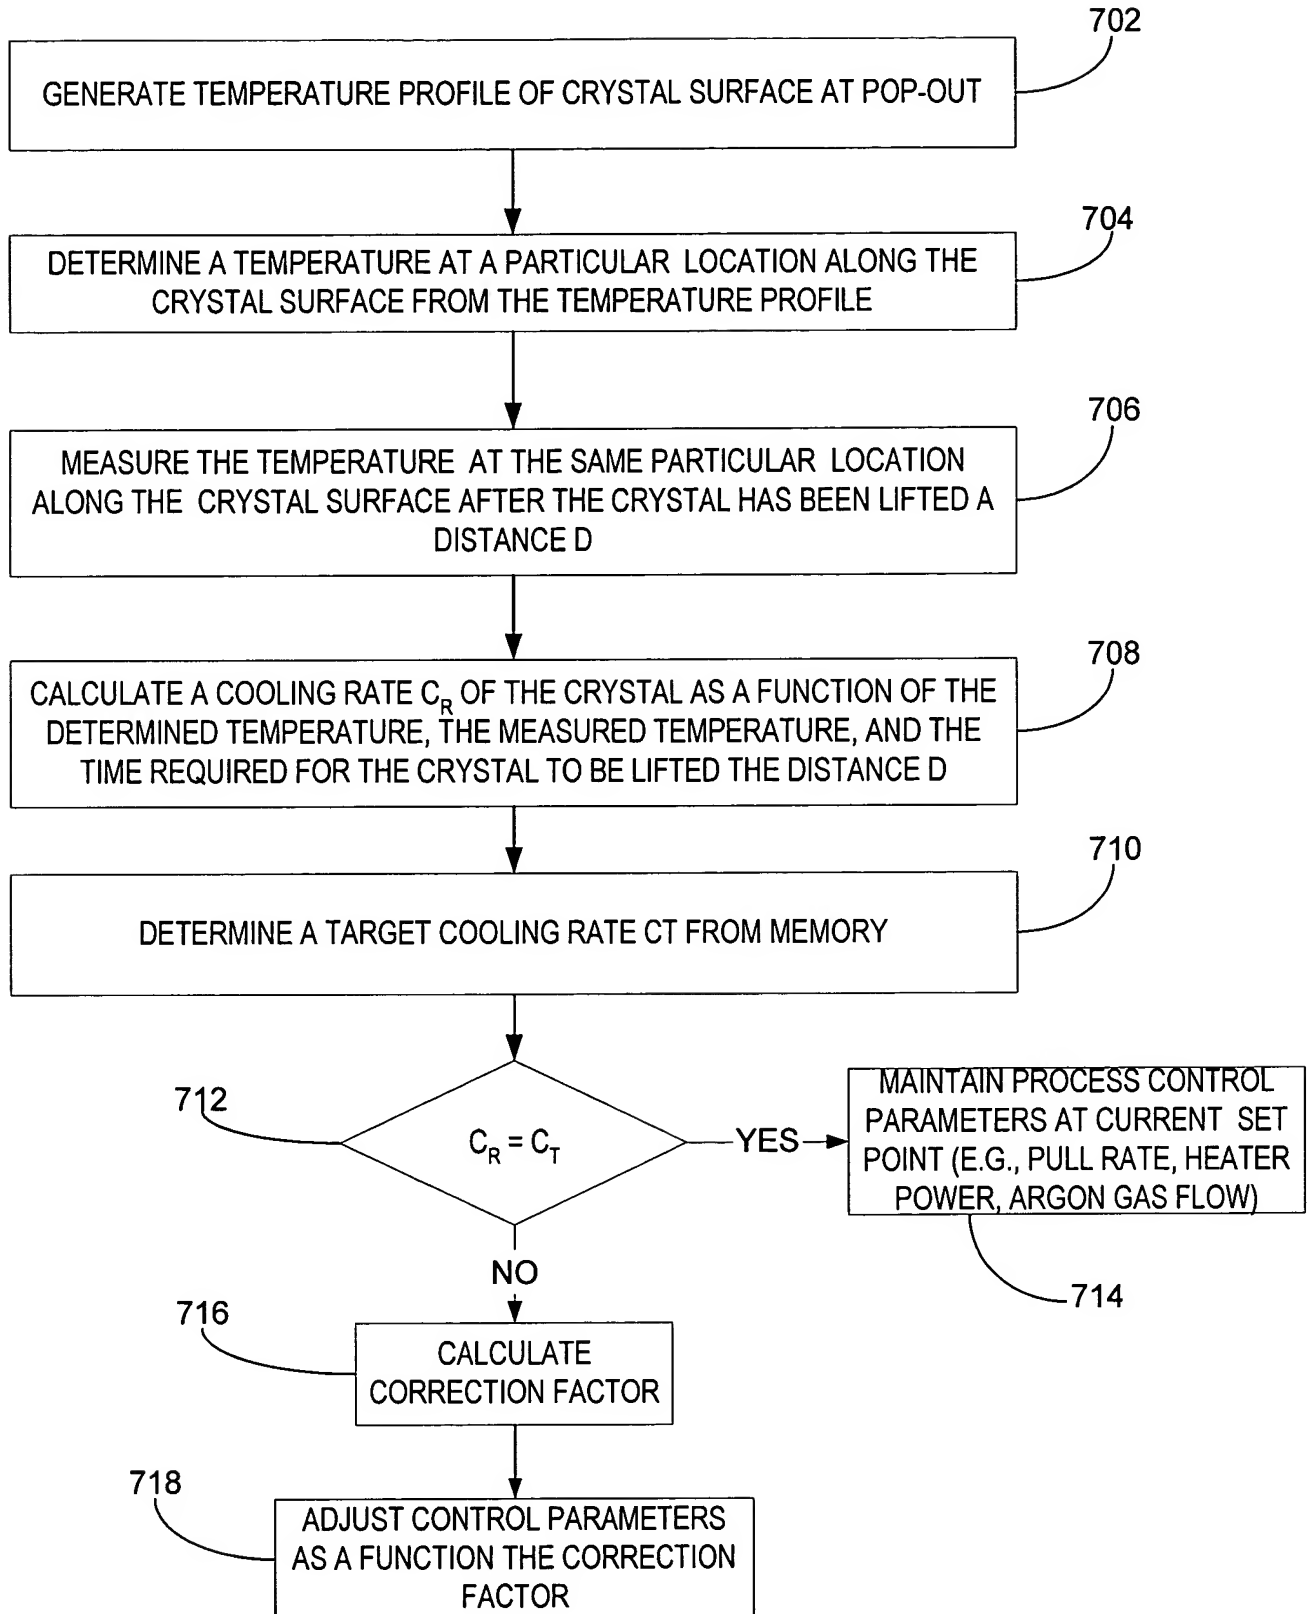 702
GENERATE TEMPERATURE PROFILE OF CRYSTAL SURFACE AT POP-OUT
704
DETERMINE A TEMPERATURE AT A PARTICULAR LOCATION ALONG THE
CRYSTAL SURFACE FROM THE TEMPERATURE PROFILE
706
MEASURE THE TEMPERATURE AT THE SAME PARTICULAR LOCATION
ALONG THE CRYSTAL SURFACE AFTER THE CRYSTAL HAS BEEN LIFTED A
DISTANCE D
708
CALCULATE A COOLING RATE C_R OF THE CRYSTAL AS A FUNCTION OF THE
DETERMINED TEMPERATURE, THE MEASURED TEMPERATURE, AND THE
TIME REQUIRED FOR THE CRYSTAL TO BE LIFTED THE DISTANCE D
710
DETERMINE A TARGET COOLING RATE CT FROM MEMORY
712
C_R = C_T
YES
MAINTAIN PROCESS CONTROL
PARAMETERS AT CURRENT SET
POINT (E.G., PULL RATE, HEATER
POWER, ARGON GAS FLOW)
714
NO
716
CALCULATE
CORRECTION FACTOR
718
ADJUST CONTROL PARAMETERS
AS A FUNCTION THE CORRECTION
FACTOR